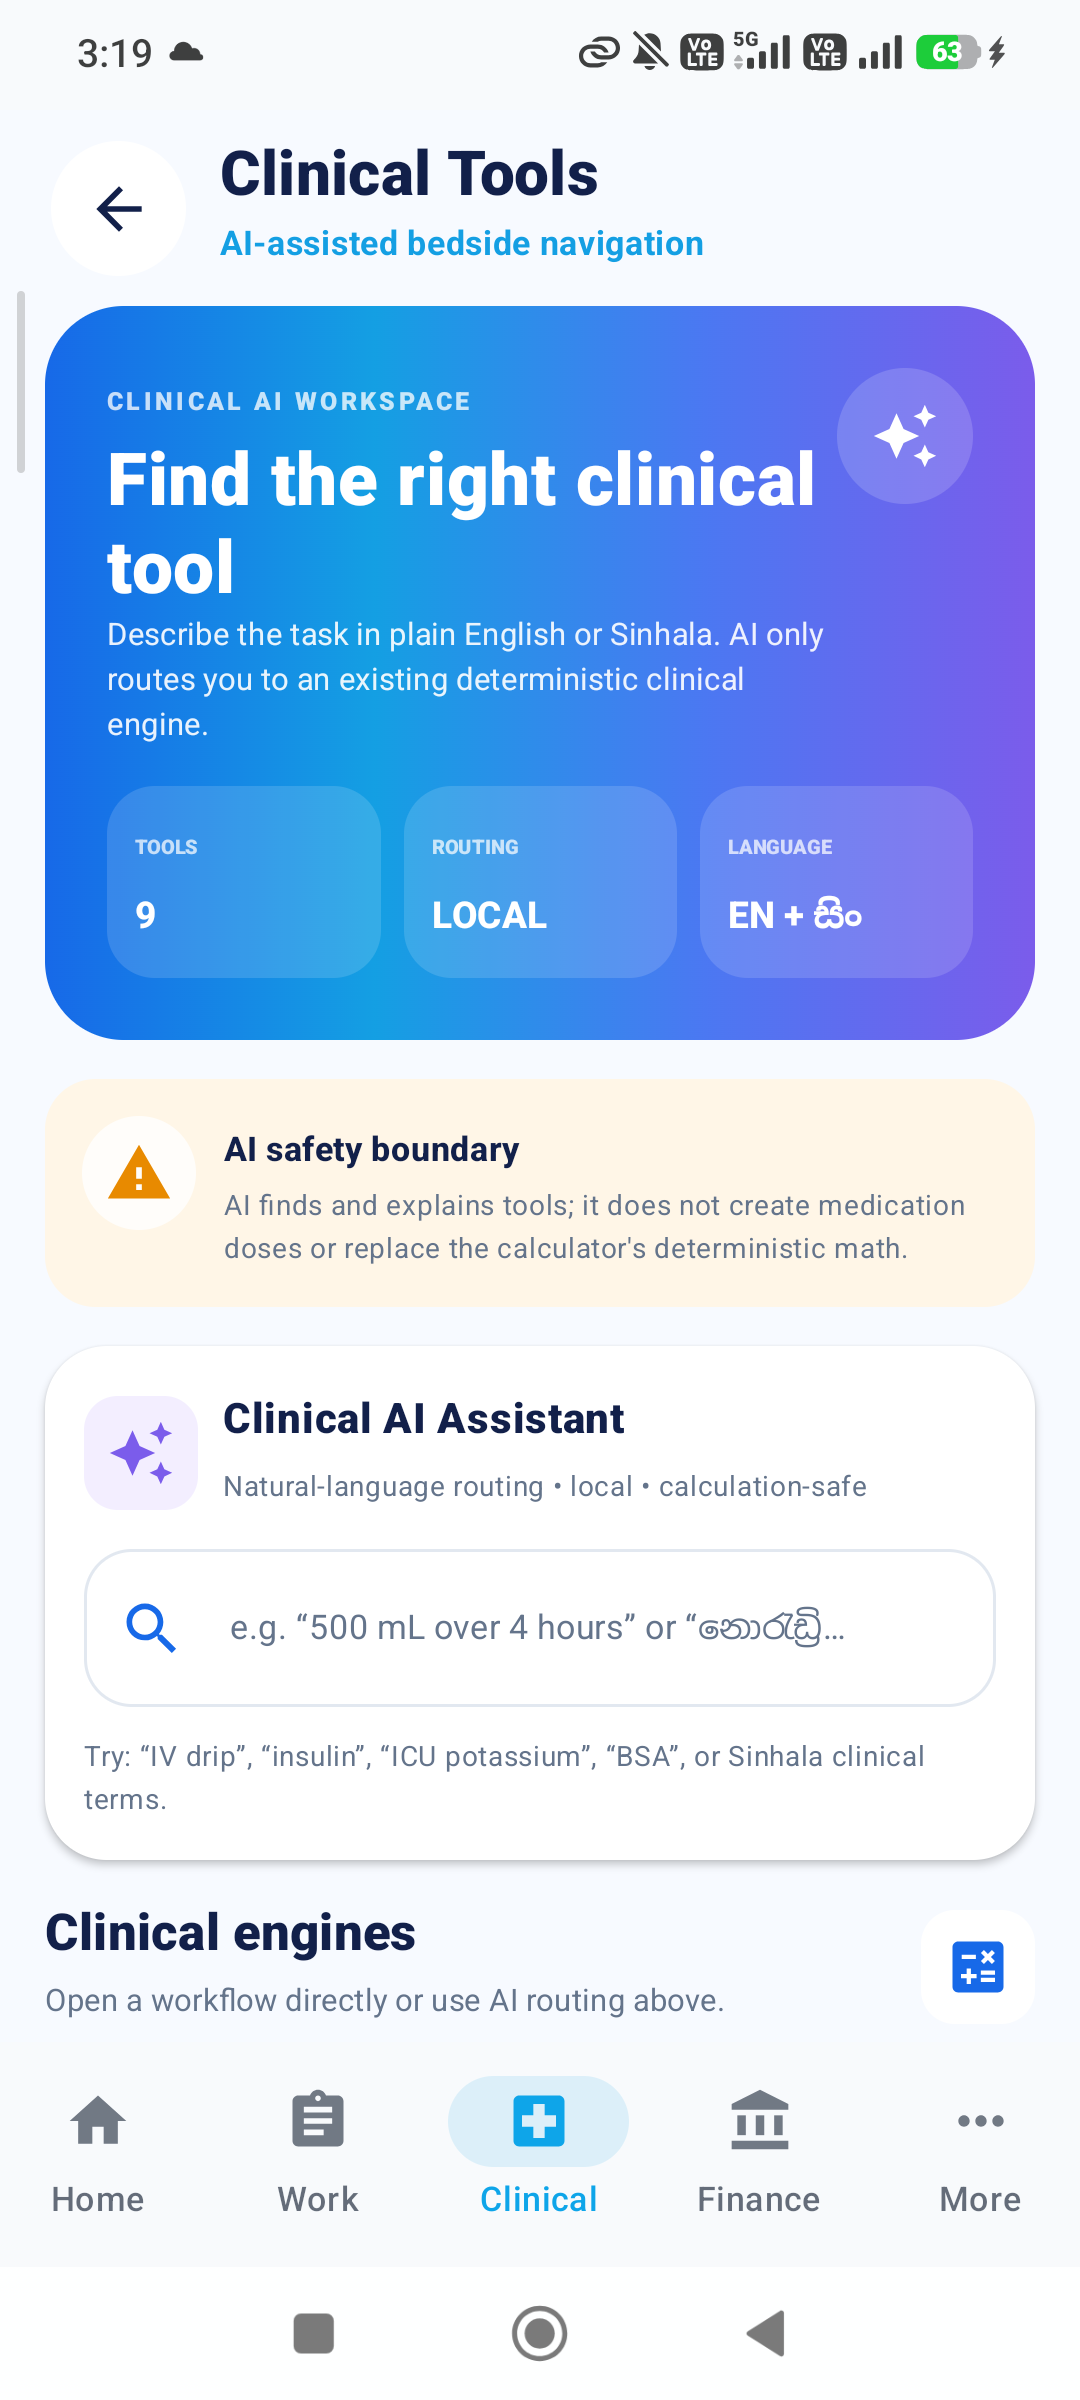 3:19
Vo LTE
5G
Vo LTE
63
Clinical Tools
AI-assisted bedside navigation
CLINICAL AI WORKSPACE
Find the right clinical
tool
Describe the task in plain English or Sinhala. AI only
routes you to an existing deterministic clinical
engine.
TOOLS
9
ROUTING
LOCAL
LANGUAGE
EN + සිං
AI safety boundary
AI finds and explains tools; it does not create medication
doses or replace the calculator's deterministic math.
Clinical AI Assistant
Natural-language routing • local • calculation-safe
e.g. “500 mL over 4 hours” or “නොරැඩ්‍රි...
Try: “IV drip”, “insulin”, “ICU potassium”, “BSA”, or Sinhala clinical
terms.
Clinical engines
Open a workflow directly or use AI routing above.
Home
Work
Clinical
Finance
More